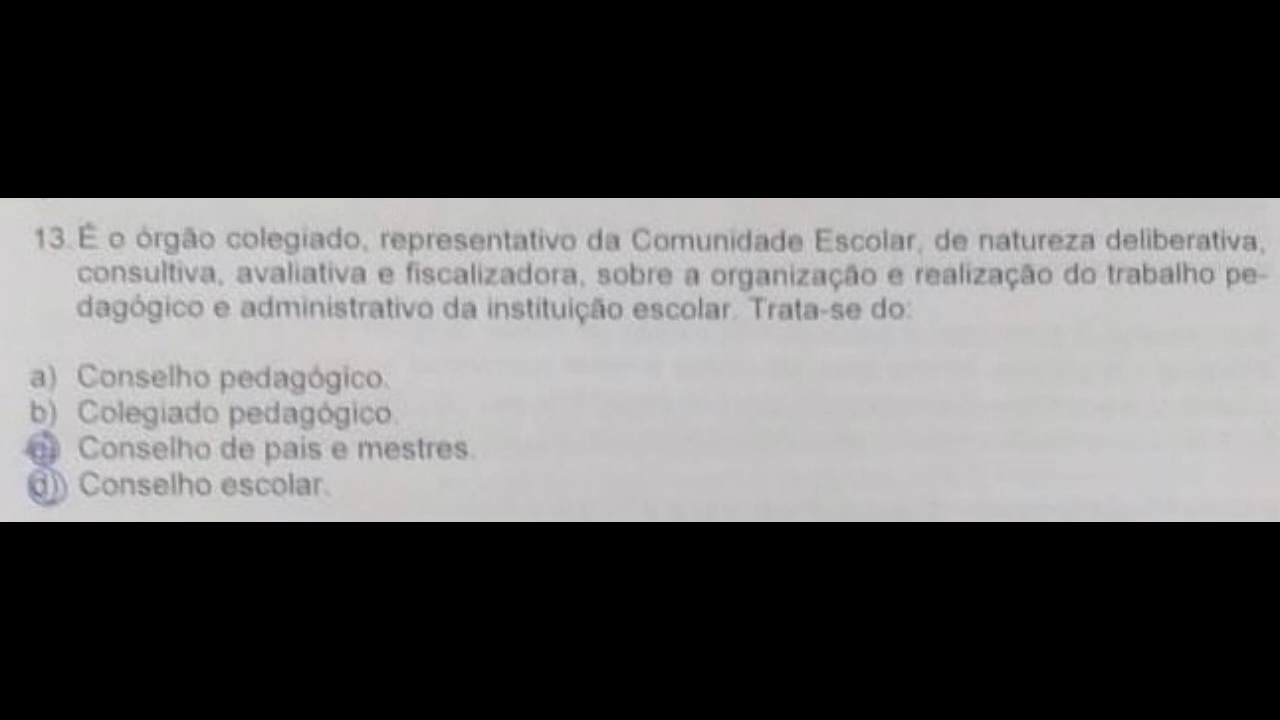 13. É o órgão colegiado, representativo da Comunidade Escolar, de natureza deliberativa,
consultiva, avaliativa e fiscalizadora, sobre a organização e realização do trabalho pe-
dagógico e administrativo da instituição escolar. Trata-se do:
a) Conselho pedagógico.
b) Colegiado pedagógico.
c) Conselho de pais e mestres.
d) Conselho escolar.